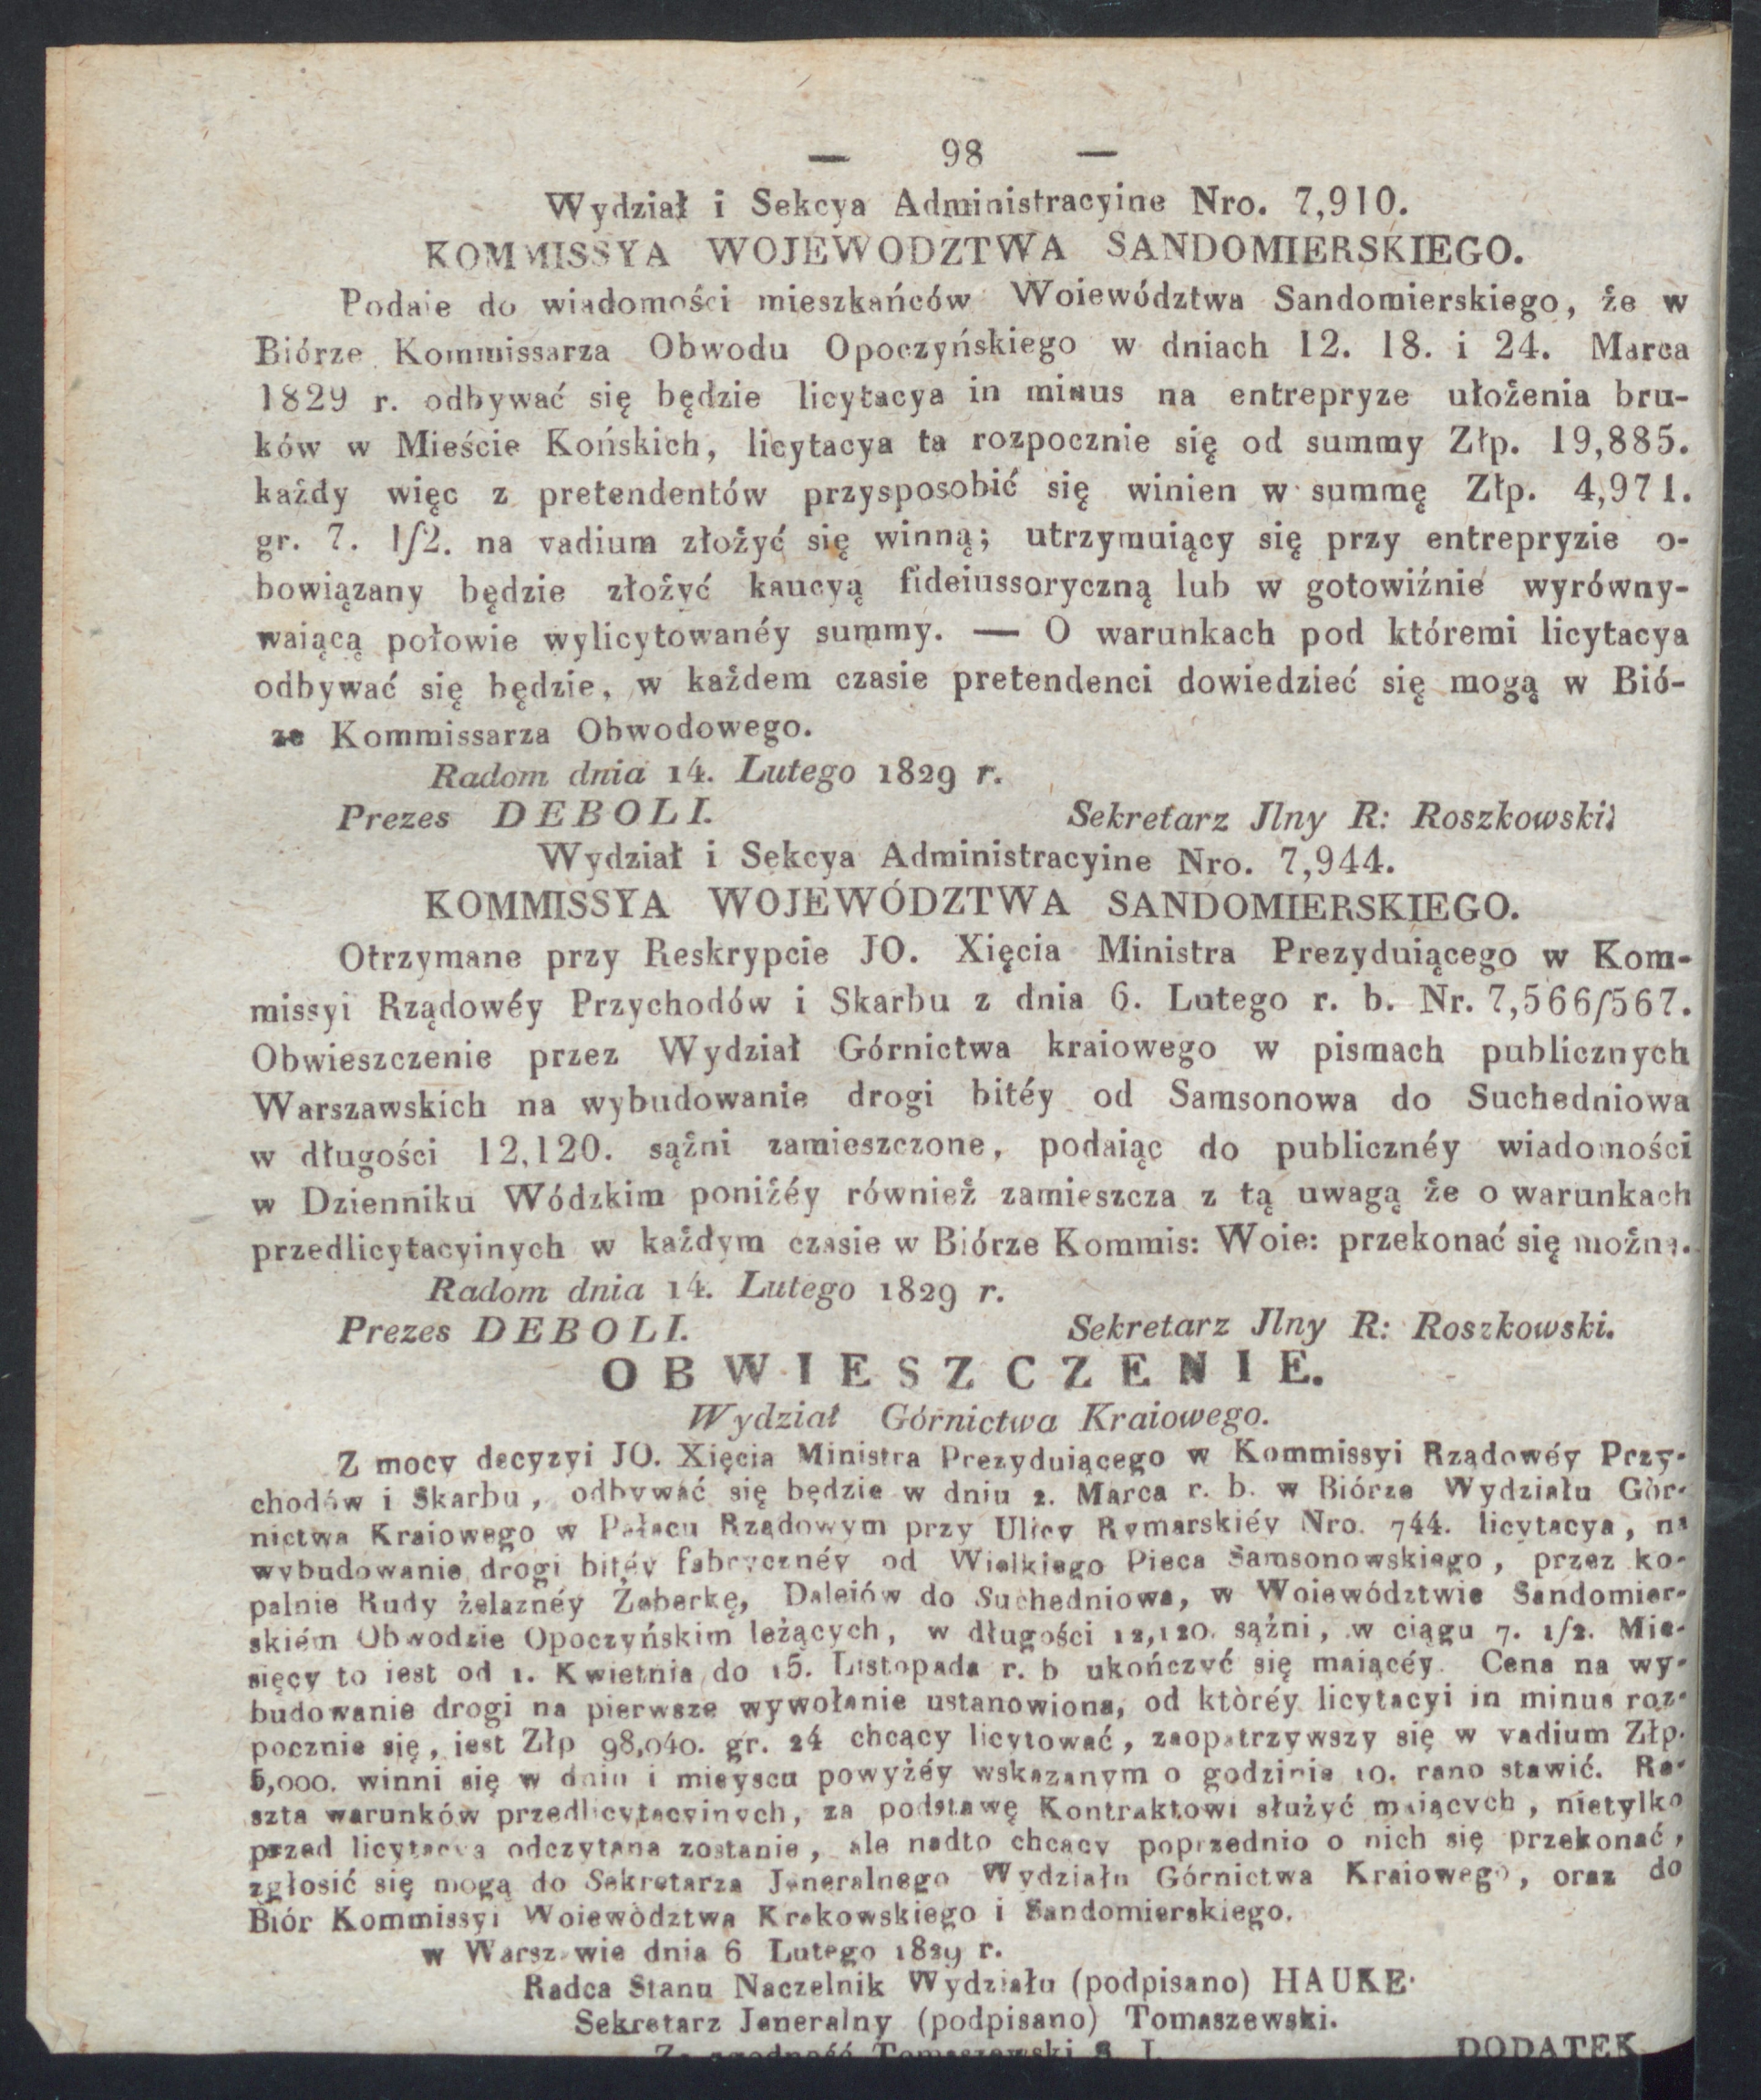 — 98 —
Wydział i Sekcya Administracyine Nro. 7,910.
KOMMISSYA WOJEWODZTWA SANDOMIERSKIEGO.
Podaie do wiadomości mieszkańców Woiewództwa Sandomierskiego, że w
Biórze Kommissarza Obwodu Opoczyńskiego w dniach 12. 18. i 24. Marca
1829 r. odbywać się będzie licytacya in minus na entrepryze ułożenia bru-
ków w Mieście Końskich, licytacya ta rozpocznie się od summy Złp. 19,885.
każdy więc z pretendentów przysposobić się winien w summę Złp. 4,971.
gr. 7. 1/2. na vadium złożyć się winną; utrzymuiący się przy entrepryzie o-
bowiązany będzie złożyć kaucyą fideiussoryczną lub w gotowiźnie wyrówny-
waiącą połowie wylicytowanéy summy. — O warunkach pod któremi licytacya
odbywać się będzie, w każdem czasie pretendenci dowiedzieć się mogą w Bió-
ze Kommissarza Obwodowego.
Radom dnia 14. Lutego 1829 r.
Prezes DEBOLI. Sekretarz Jlny R: Roszkowski.
Wydział i Sekcya Administracyine Nro. 7,944.
KOMMISSYA WOJEWÓDZTWA SANDOMIERSKIEGO.
Otrzymane przy Reskrypcie JO. Xięcia Ministra Prezyduiącego w Kom-
missyi Rządowéy Przychodów i Skarbu z dnia 6. Lutego r. b. Nr. 7,566/567.
Obwieszczenie przez Wydział Górnictwa kraiowego w pismach publicznych
Warszawskich na wybudowanie drogi bitéy od Samsonowa do Suchedniowa
w długości 12,120. sążni zamieszczone, podaiąc do publicznéy wiadomości
w Dzienniku Wódzkim poniżéy również zamieszcza z tą uwagą że o warunkach
przedlicytacyinych w każdym czasie w Biórze Kommis: Woie: przekonać się można.
Radom dnia 14. Lutego 1829 r.
Prezes DEBOLI. Sekretarz Jlny R: Roszkowski.
OBWIESZCZENIE.
Wydział Górnictwa Kraiowego.
Z mocy decyzyi JO. Xięcia Ministra Prezyduiącego w Kommissyi Rządowéy Przy-
chodów i Skarbu, odbywać się będzie w dniu 2. Marca r. b. w Biórze Wydziału Gòr-
nictwa Kraiowego w Pałacu Rządowym przy Ulicy Rymarskiéy Nro. 744. licytacya, na
wybudowanie drogi bitéy fabrycznéy od Wielkiego Pieca Samsonowskiego, przez ko-
palnie Rudy żelaznéy Żeberkę, Daleiów do Suchedniowa, w Woiewództwie Sandomier-
skiém Obwodzie Opoczyńskim leżących, w długości 12,120. sążni, w ciągu 7. 1/2. Mie-
sięcy to iest od 1. Kwietnia do 15. Listopada r. b ukończyć się maiącéy. Cena na wy-
budowanie drogi na pierwsze wywołanie ustanowiona, od któréy licytacyi in minus roz-
pocznie się, iest Złp 98,040. gr. 24 chcący licytować, zaopatrzywszy się w vadium Złp.
5,000. winni się w dniu i mieyscu powyżéy wskazanym o godzinie 10. rano stawić. Re-
szta warunków przedlicytacyinych, za podstawę Kontraktowi służyć maiących, nietylko
przed licytacya odczytana zostanie, ale nadto chcący poprzednio o nich się przekonać,
zgłosić się mogą do Sekretarza Jeneralnego Wydziału Górnictwa Kraiowego, oraz do
Biór Kommissyi Woiewòdztwa Krakowskiego i Sandomierskiego.
w Warszawie dnia 6 Lutego 1829 r.
Radca Stanu Naczelnik Wydziału (podpisano) HAUKE.
Sekretarz Jeneralny (podpisano) Tomaszewski.
Za zgodność Tomaszewski S. J.
DODATEK